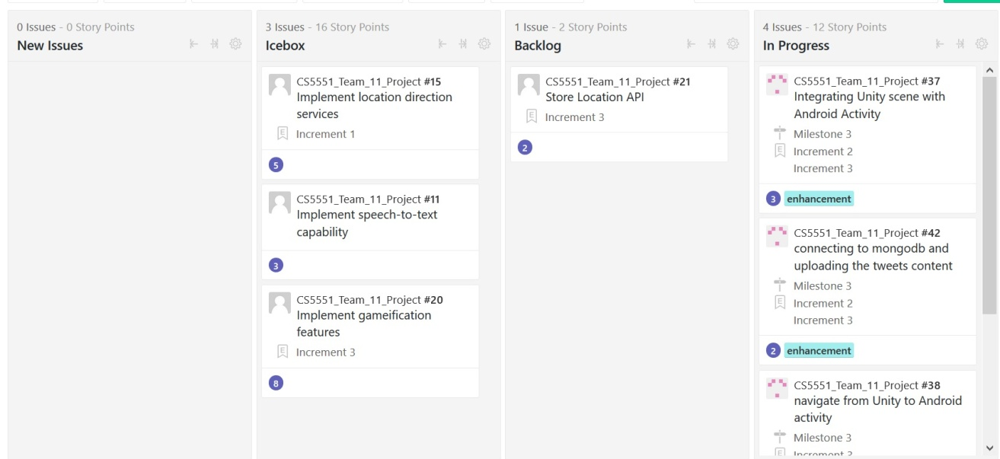 0 Issues - 0 Story Points
New Issues
3 Issues - 16 Story Points
Icebox
CS5551_Team_11_Project #15
Implement location direction
services
E
Increment 1
5
CS5551_Team_11_Project #11
Implement speech-to-text
capability
3
CS5551_Team_11_Project #20
Implement gameification
features
E
Increment 3
8
1 Issue - 2 Story Points
Backlog
CS5551_Team_11_Project #21
Store Location API
E
Increment 3
2
4 Issues - 12 Story Points
In Progress
CS5551_Team_11_Project #37
Integrating Unity scene with
Android Activity
Milestone 3
E Increment 2
Increment 3
3 enhancement
CS5551_Team_11_Project #42
connecting to mongodb and
uploading the tweets content
Milestone 3
E Increment 2
Increment 3
2 enhancement
CS5551_Team_11_Project #38
navigate from Unity to Android
activity
Milestone 3
E Increment